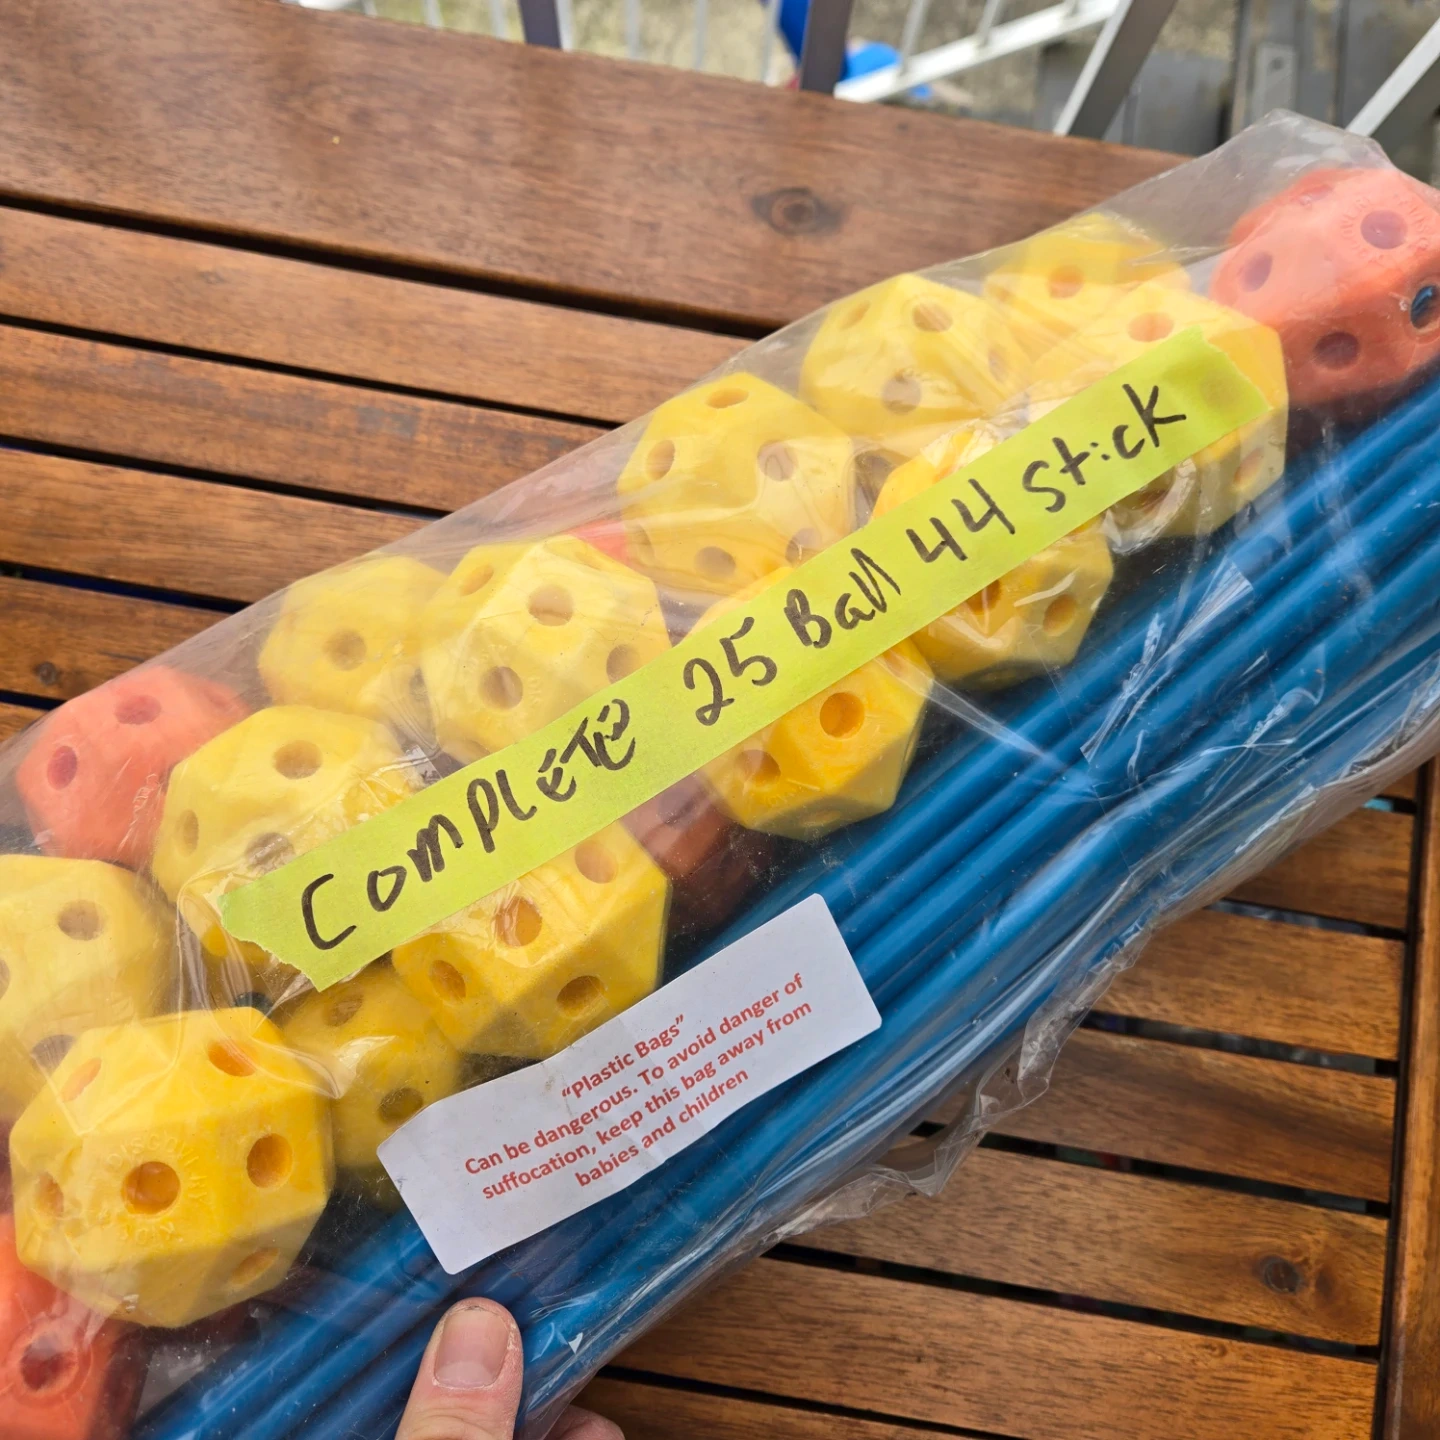 Complete 25 Ball 44 stick
“Plastic Bags”
Can be dangerous. To avoid danger of
suffocation, keep this bag away from
babies and children